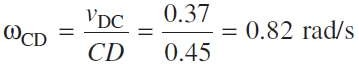 ω_CD = v_DC / CD = 0.37 / 0.45 = 0.82 rad/s